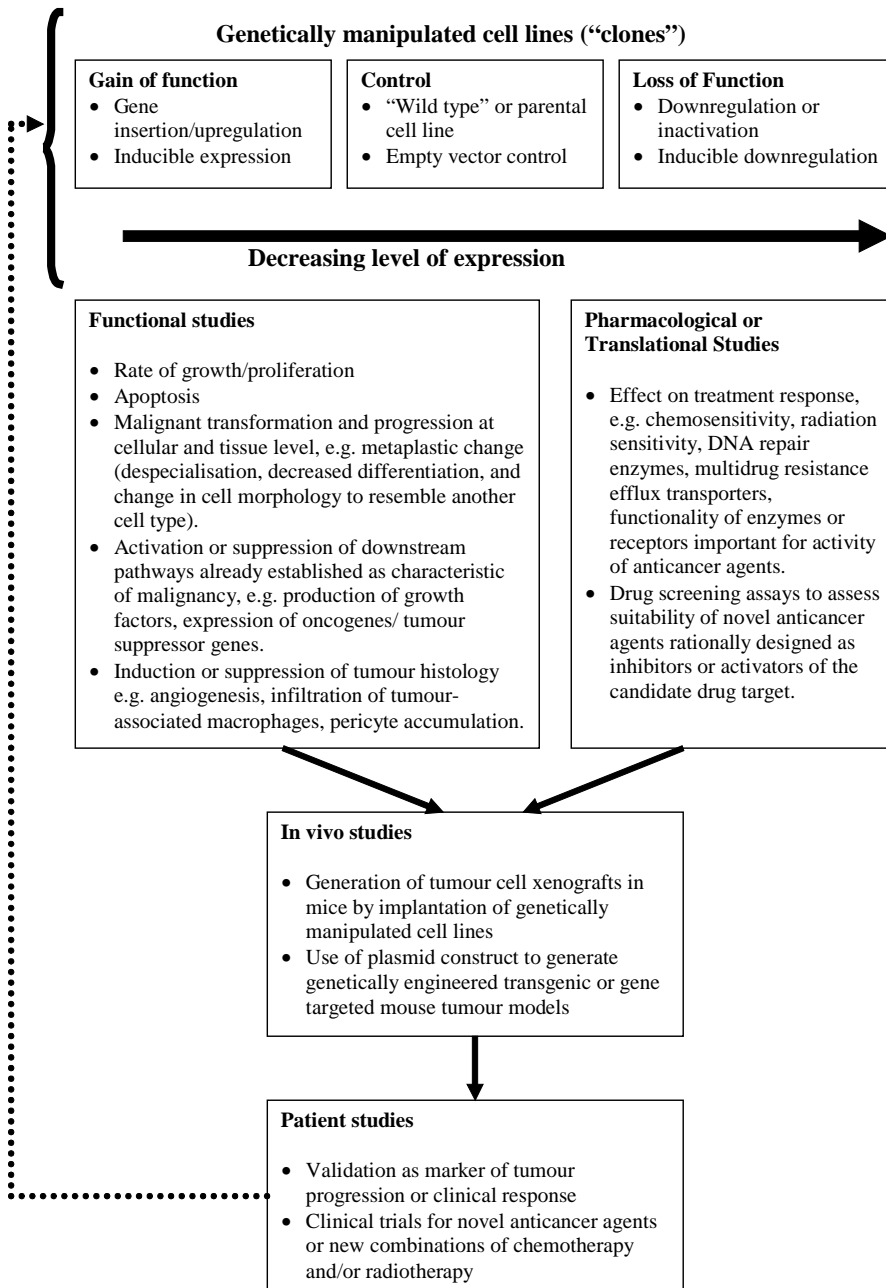 Genetically manipulated cell lines (“clones”)
Gain of function
• Gene
insertion/upregulation
• Inducible expression
Control
• “Wild type” or parental
cell line
• Empty vector control
Loss of Function
• Downregulation or
inactivation
• Inducible downregulation
Decreasing level of expression
Functional studies
• Rate of growth/proliferation
• Apoptosis
• Malignant transformation and progression at
cellular and tissue level, e.g. metaplastic change
(despecialisation, decreased differentiation, and
change in cell morphology to resemble another
cell type).
• Activation or suppression of downstream
pathways already established as characteristic
of malignancy, e.g. production of growth
factors, expression of oncogenes/ tumour
suppressor genes.
• Induction or suppression of tumour histology
e.g. angiogenesis, infiltration of tumour-
associated macrophages, pericyte accumulation.
Pharmacological or
Translational Studies
• Effect on treatment response,
e.g. chemosensitivity, radiation
sensitivity, DNA repair
enzymes, multidrug resistance
efflux transporters,
functionality of enzymes or
receptors important for activity
of anticancer agents.
• Drug screening assays to assess
suitability of novel anticancer
agents rationally designed as
inhibitors or activators of the
candidate drug target.
In vivo studies
• Generation of tumour cell xenografts in
mice by implantation of genetically
manipulated cell lines
• Use of plasmid construct to generate
genetically engineered transgenic or gene
targeted mouse tumour models
Patient studies
• Validation as marker of tumour
progression or clinical response
• Clinical trials for novel anticancer agents
or new combinations of chemotherapy
and/or radiotherapy